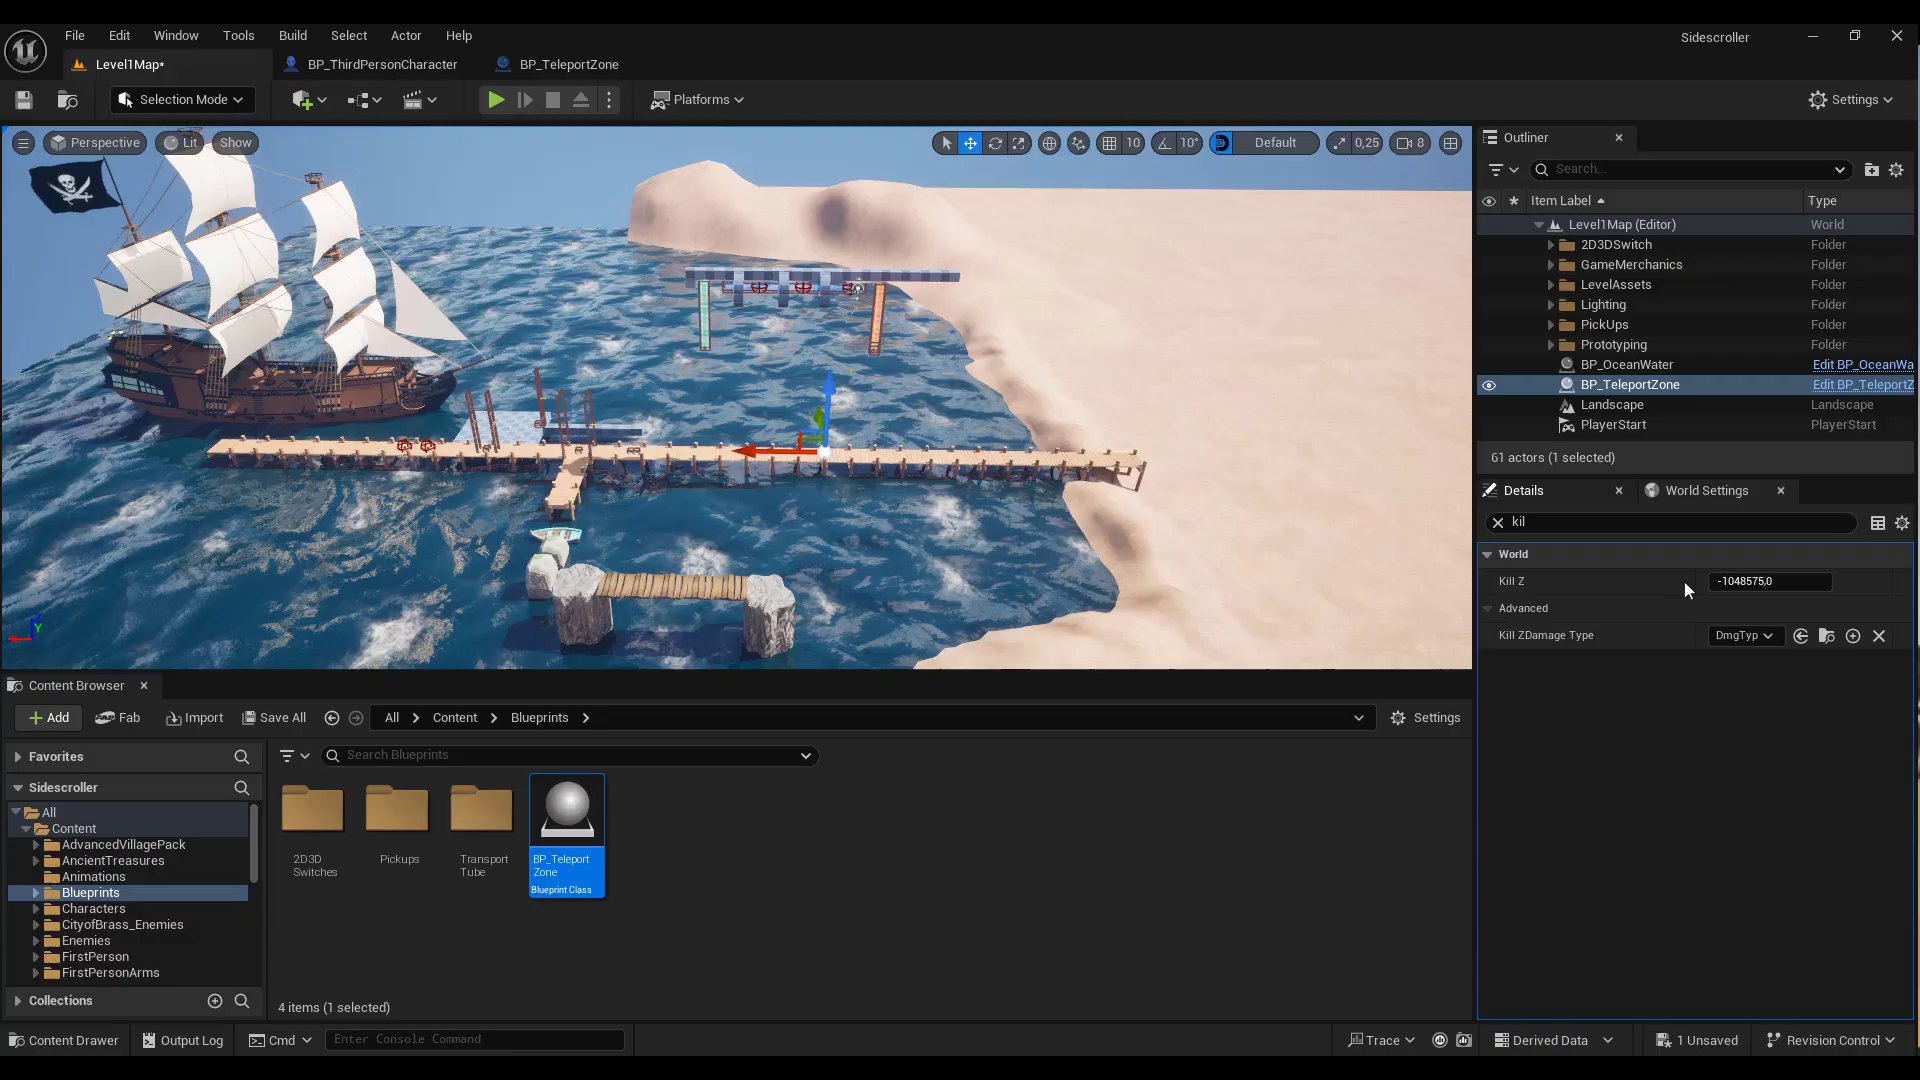 File Edit Window Tools Build Select Actor Help
Sidescroller
Level1Map*
BP_ThirdPersonCharacter
BP_TeleportZone
Selection Mode
Platforms
Settings
Perspective
Lit
Show
10
10°
Default
0,25
8
Outliner
Search...
Item Label
Type
Level1Map (Editor) World
2D3DSwitch Folder
GameMerchanics Folder
LevelAssets Folder
Lighting Folder
PickUps Folder
Prototyping Folder
BP_OceanWater Edit BP_OceanWa
BP_TeleportZone Edit BP_TeleportZ
Landscape Landscape
PlayerStart PlayerStart
61 actors (1 selected)
Details
World Settings
kil
World
Kill Z -1048575,0
Advanced
Kill ZDamage Type DmgTyp
Y
Content Browser
Add
Fab
Import
Save All
All
Content
Blueprints
Settings
Favorites
Sidescroller
All
Content
AdvancedVillagePack
AncientTreasures
Animations
Blueprints
Characters
CityofBrass_Enemies
Enemies
FirstPerson
FirstPersonArms
Collections
Search Blueprints
2D3D
Switches
Pickups
Transport
Tube
BP_Teleport
Zone
Blueprint Class
4 items (1 selected)
Content Drawer
Output Log
Cmd
Enter Console Command
Trace
Derived Data
1 Unsaved
Revision Control